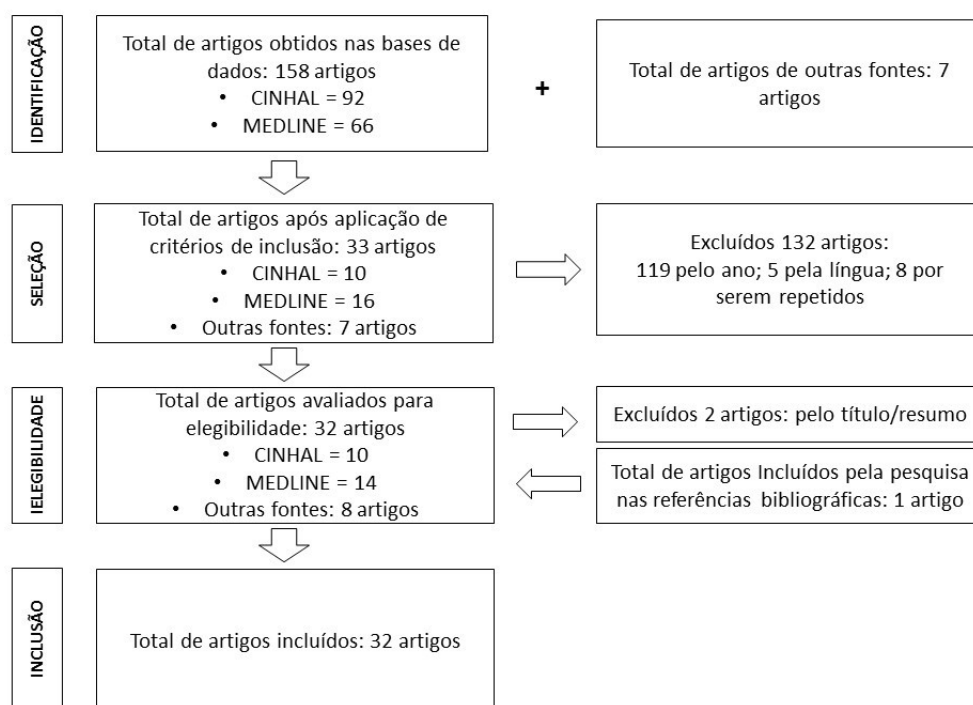 IDENTIFICAÇÃO
Total de artigos obtidos nas bases de
dados: 158 artigos
• CINHAL = 92
• MEDLINE = 66
+
Total de artigos de outras fontes: 7
artigos
SELEÇÃO
Total de artigos após aplicação de
critérios de inclusão: 33 artigos
• CINHAL = 10
• MEDLINE = 16
• Outras fontes: 7 artigos
Excluídos 132 artigos:
119 pelo ano; 5 pela língua; 8 por
serem repetidos
IELEGIBILIDADE
Total de artigos avaliados para
elegibilidade: 32 artigos
• CINHAL = 10
• MEDLINE = 14
• Outras fontes: 8 artigos
Excluídos 2 artigos: pelo título/resumo
Total de artigos Incluídos pela pesquisa
nas referências bibliográficas: 1 artigo
INCLUSÃO
Total de artigos incluídos: 32 artigos